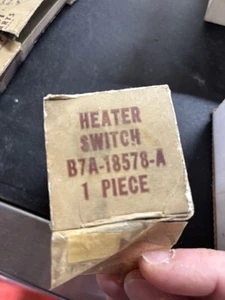 HEATER
SWITCH
B7A-18578-A
1 PIECE